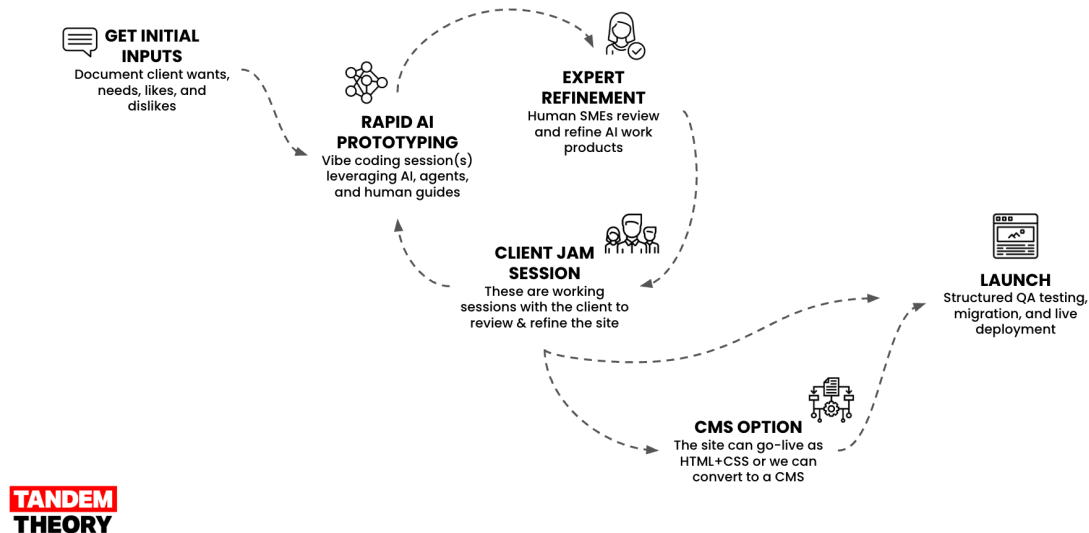 GET INITIAL
INPUTS
Document client wants,
needs, likes, and
dislikes
RAPID AI
PROTOTYPING
Vibe coding session(s)
leveraging AI, agents,
and human guides
EXPERT
REFINEMENT
Human SMEs review
and refine AI work
products
CLIENT JAM
SESSION
These are working
sessions with the client to
review & refine the site
CMS OPTION
The site can go-live as
HTML+CSS or we can
convert to a CMS
LAUNCH
Structured QA testing,
migration, and live
deployment
TANDEM
THEORY